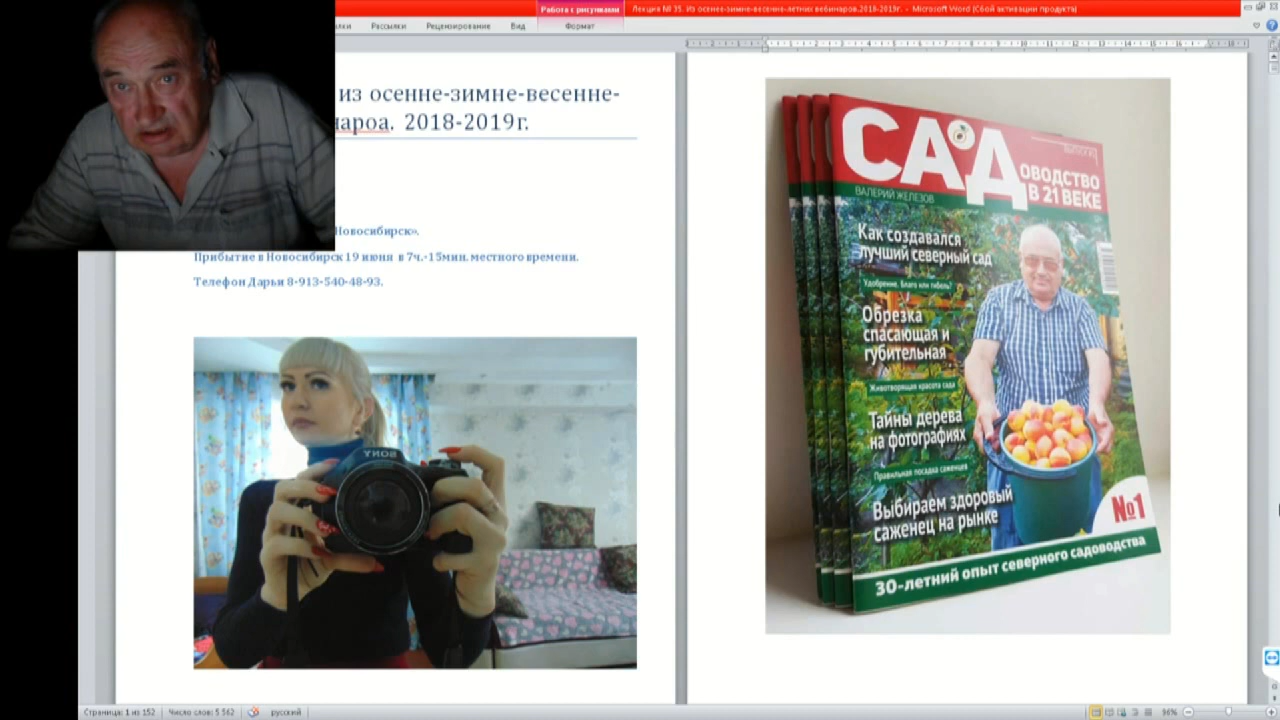 Работа с рисунками
Лекция № 35. Из осенне-зимне-весенне-летних вебинаров.2018-2019г. - Microsoft Word (Сбой активации продукта)
Рассылки
Рецензирование
Вид
Формат
из осенне-зимне-весенне-
2018-2019г.
Новосибирск».
Прибытие в Новосибирск 19 июня в 7ч.-15мин. местного времени.
Телефон Дарьи 8-913-540-48-93.
SONY
САД
ОВОДСТВО
В 21 ВЕКЕ
ВАЛЕРИЙ ЖЕЛЕЗОВ
Как создавался
лучший северный сад
Удобрение. Благо или гибель?
Обрезка
спасающая и
губительная
Животворящая красота сада
Тайны дерева
на фотографиях
Правильная посадка саженцев
Выбираем здоровый
саженец на рынке
№1
30-летний опыт северного садоводства
Страница: 1 из 152
Число слов: 5 562
русский
96%